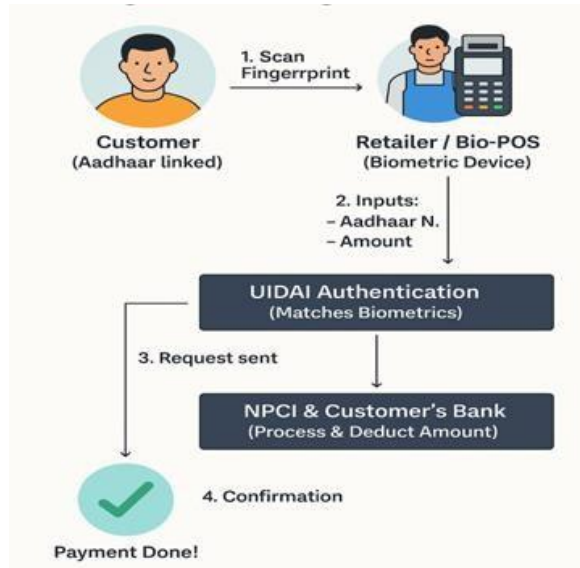 1. Scan
Fingerrprint
Customer
(Aadhaar linked)
Retailer / Bio-POS
(Biometric Device)
2. Inputs:
– Aadhaar N.
– Amount
UIDAI Authentication
(Matches Biometrics)
3. Request sent
NPCI & Customer's Bank
(Process & Deduct Amount)
4. Confirmation
Payment Done!